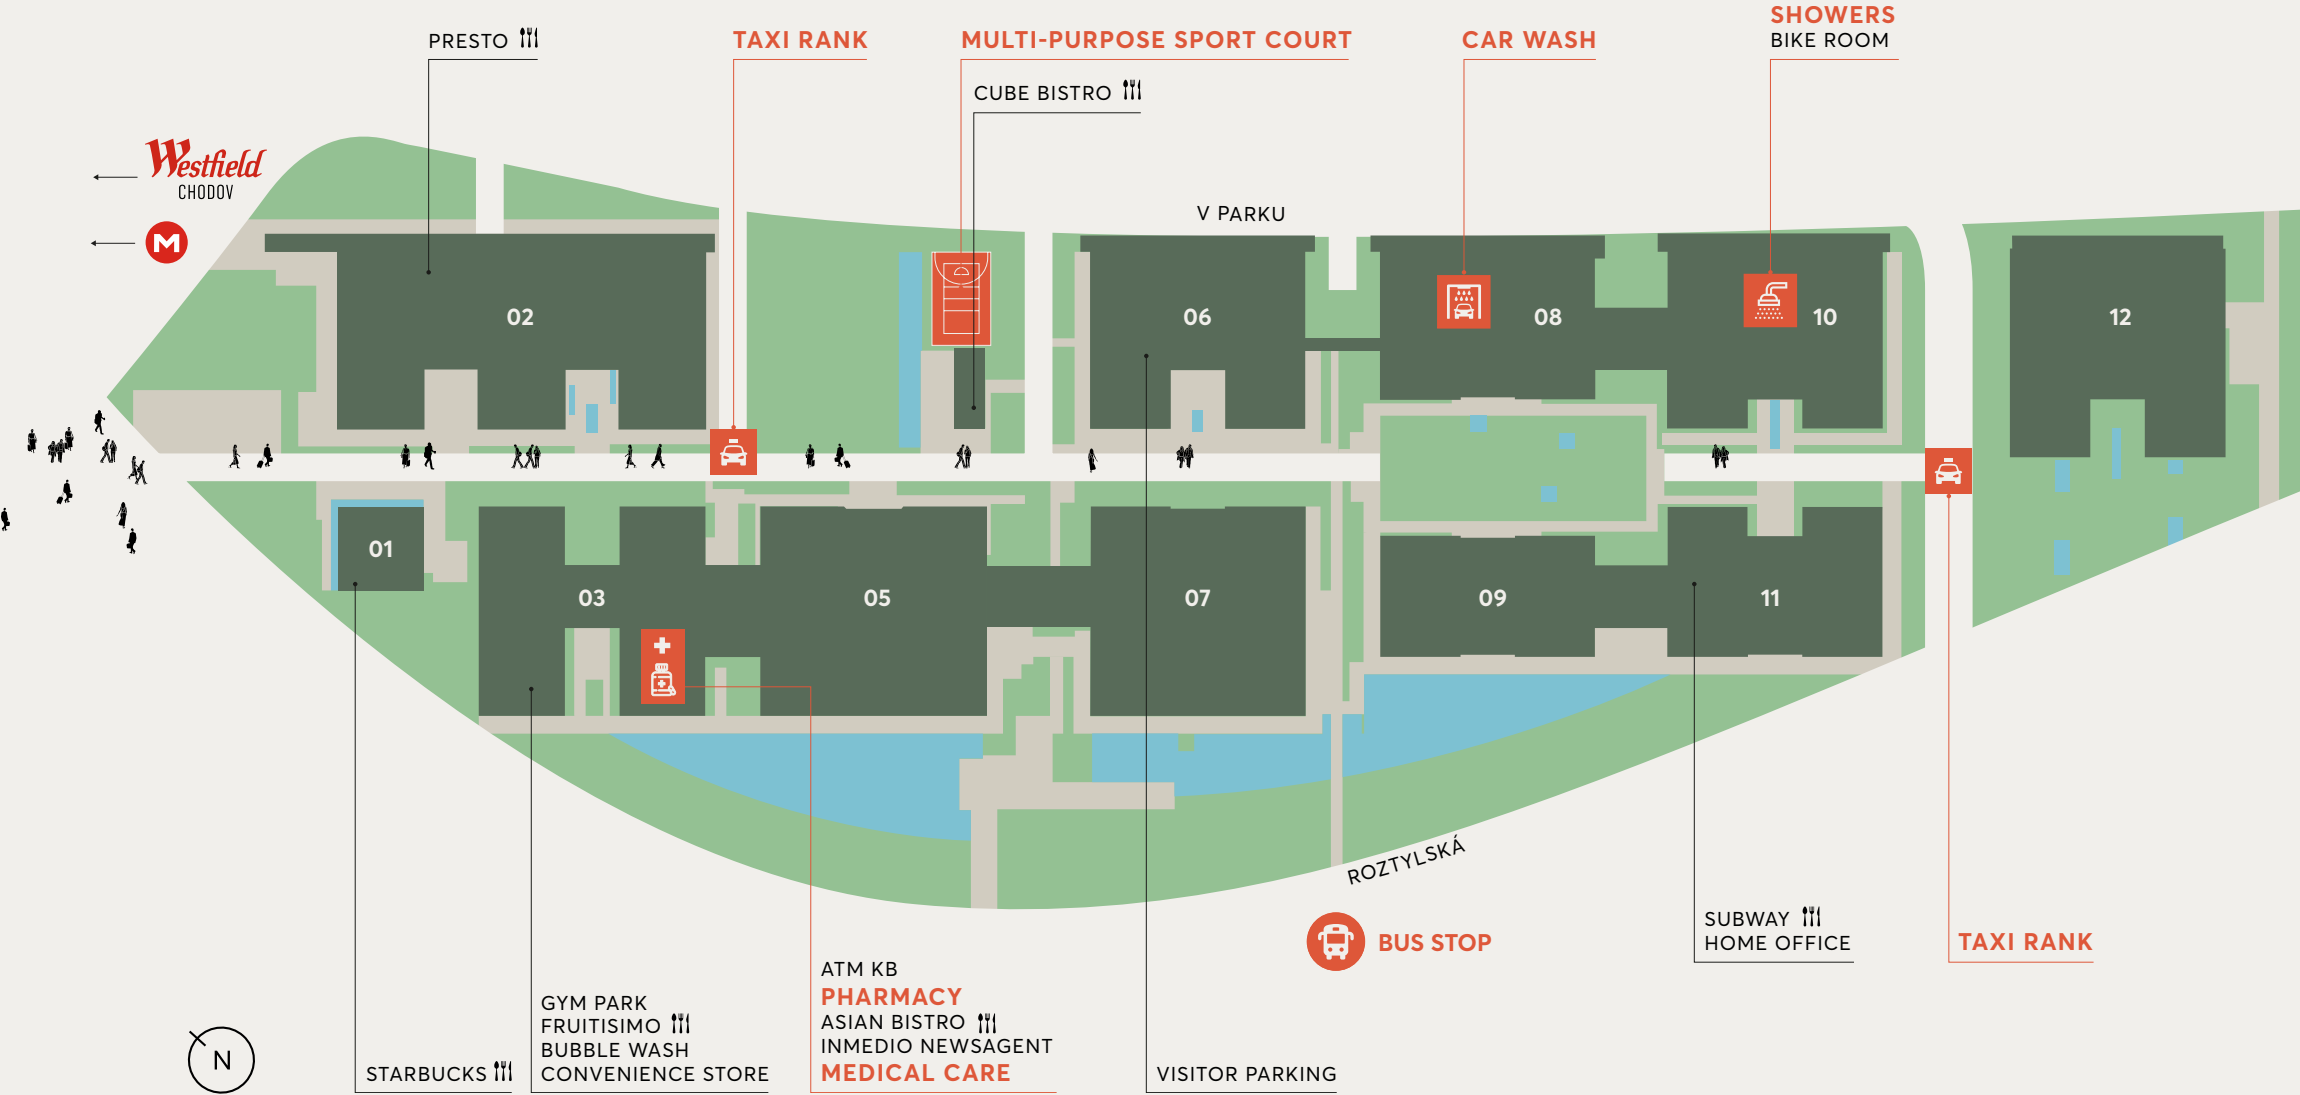 SHOWERS
BIKE ROOM
PRESTO
TAXI RANK
MULTI-PURPOSE SPORT COURT
CAR WASH
CUBE BISTRO
Westfield
CHODOV
M
V PARKU
02
06
08
10
12
01
03
05
07
09
11
ROZTYLSKÁ
BUS STOP
SUBWAY
HOME OFFICE
TAXI RANK
N
STARBUCKS
GYM PARK
FRUITISIMO
BUBBLE WASH
CONVENIENCE STORE
ATM KB
PHARMACY
ASIAN BISTRO
INMEDIO NEWSAGENT
MEDICAL CARE
VISITOR PARKING